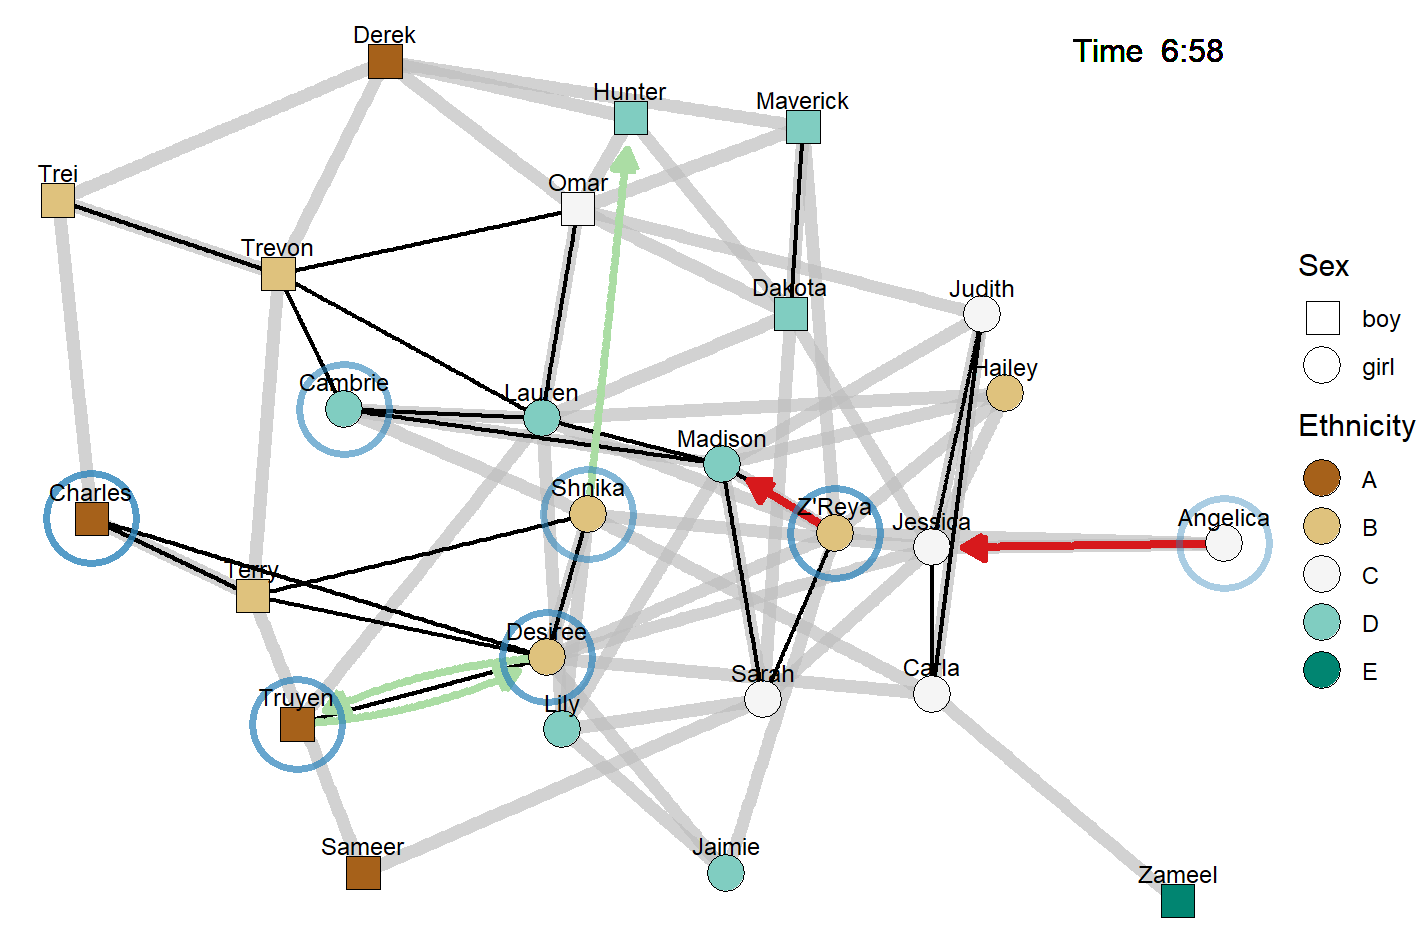 Derek
Time 6:58
Hunter
Maverick
Trei
Omar
Trevon
Sex
Dakota
Judith
boy
Hailey
girl
Cambrie
Lauren
Ethnicity
Madison
A
Charles
Shnika
Z'Reya
Jessica
Angelica
B
Terry
C
Desiree
D
Truyen
Lily
Sarah
Carla
E
Sameer
Jaimie
Zameel